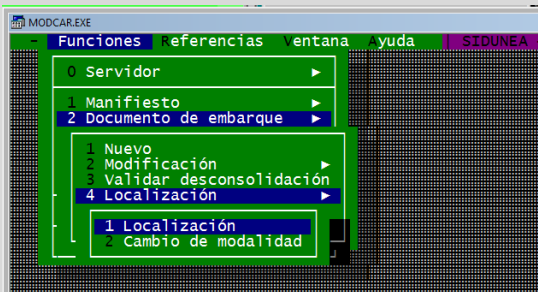 MODCAR.EXE
- Funciones Referencias Ventana Ayuda SIDUNEA
0 Servidor ►
1 Manifiesto ►
2 Documento de embarque ►
1 Nuevo
2 Modificación ►
3 Validar desconsolidación
4 Localización ►
1 Localización
2 Cambio de modalidad